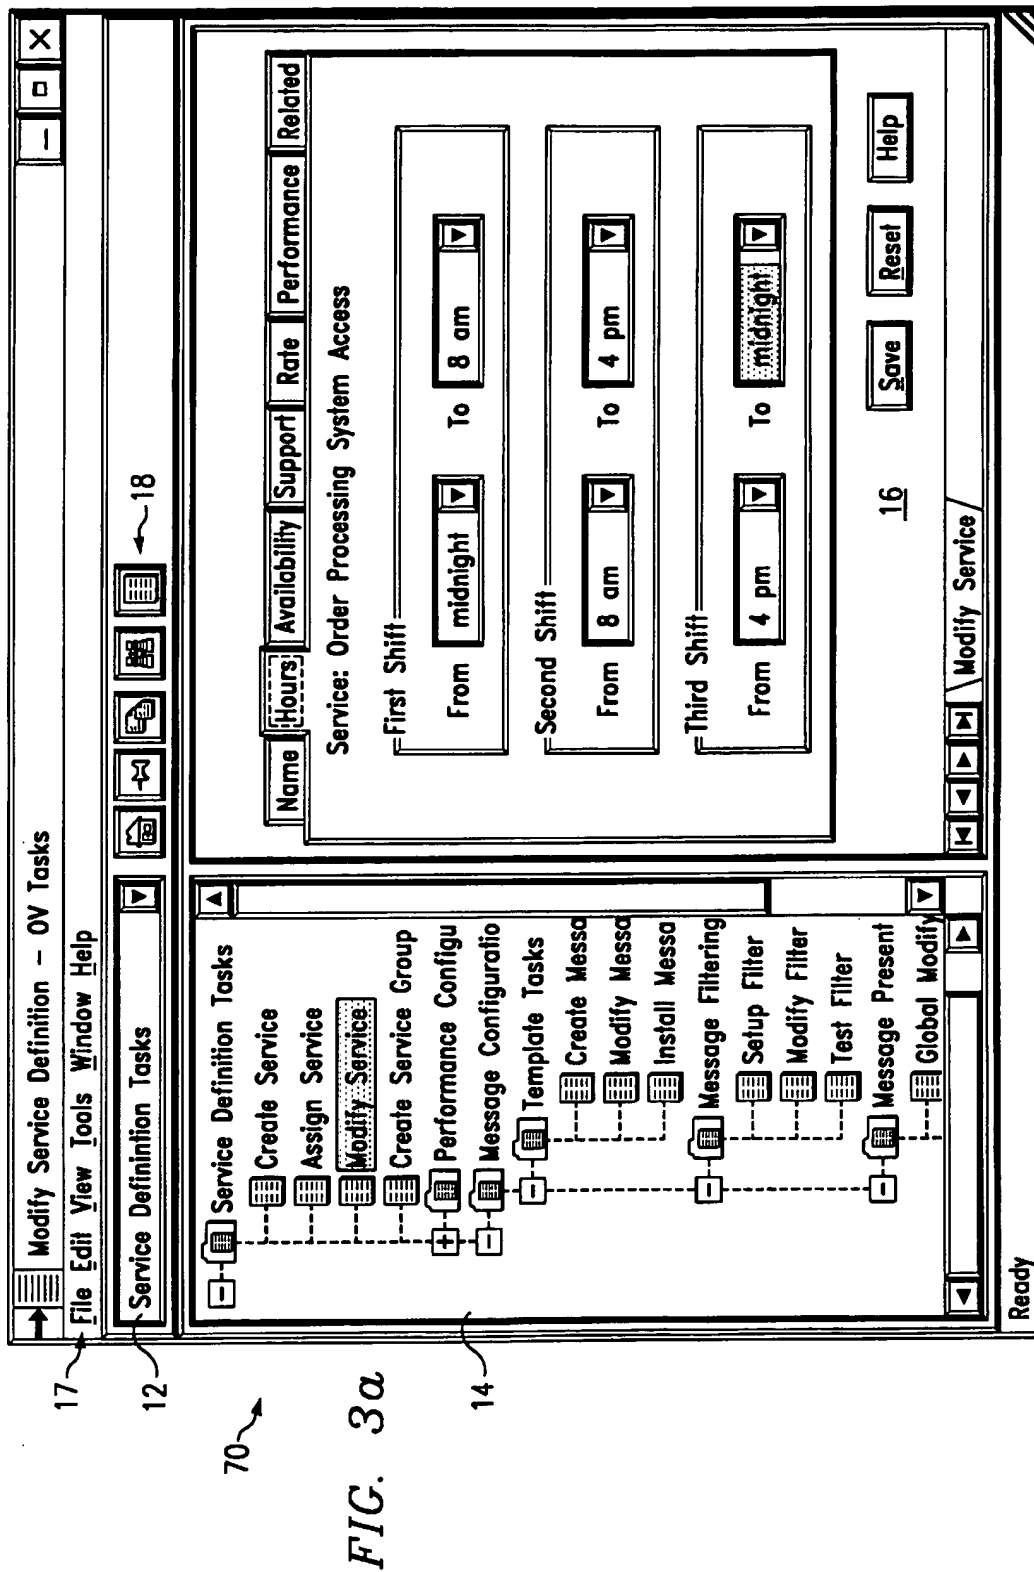 Modify Service Definition – OV Tasks
17
File Edit View Tools Window Help
12
Service Definintion Tasks
18
70
14
Service Definition Tasks
Create Service
Assign Service
Modify Service
Create Service Group
Performance Configu
Message Configuratio
Template Tasks
Create Messa
Modify Messa
Install Messa
Message Filtering
Setup Filter
Modify Filter
Test Filter
Message Present
Global Modify
Name Hours Availability Support Rate Performance Related
Service: Order Processing System Access
First Shift
From midnight To 8 am
Second Shift
From 8 am To 4 pm
Third Shift
From 4 pm To midnight
16
Save Reset Help
Modify Service
Ready
FIG. 3a